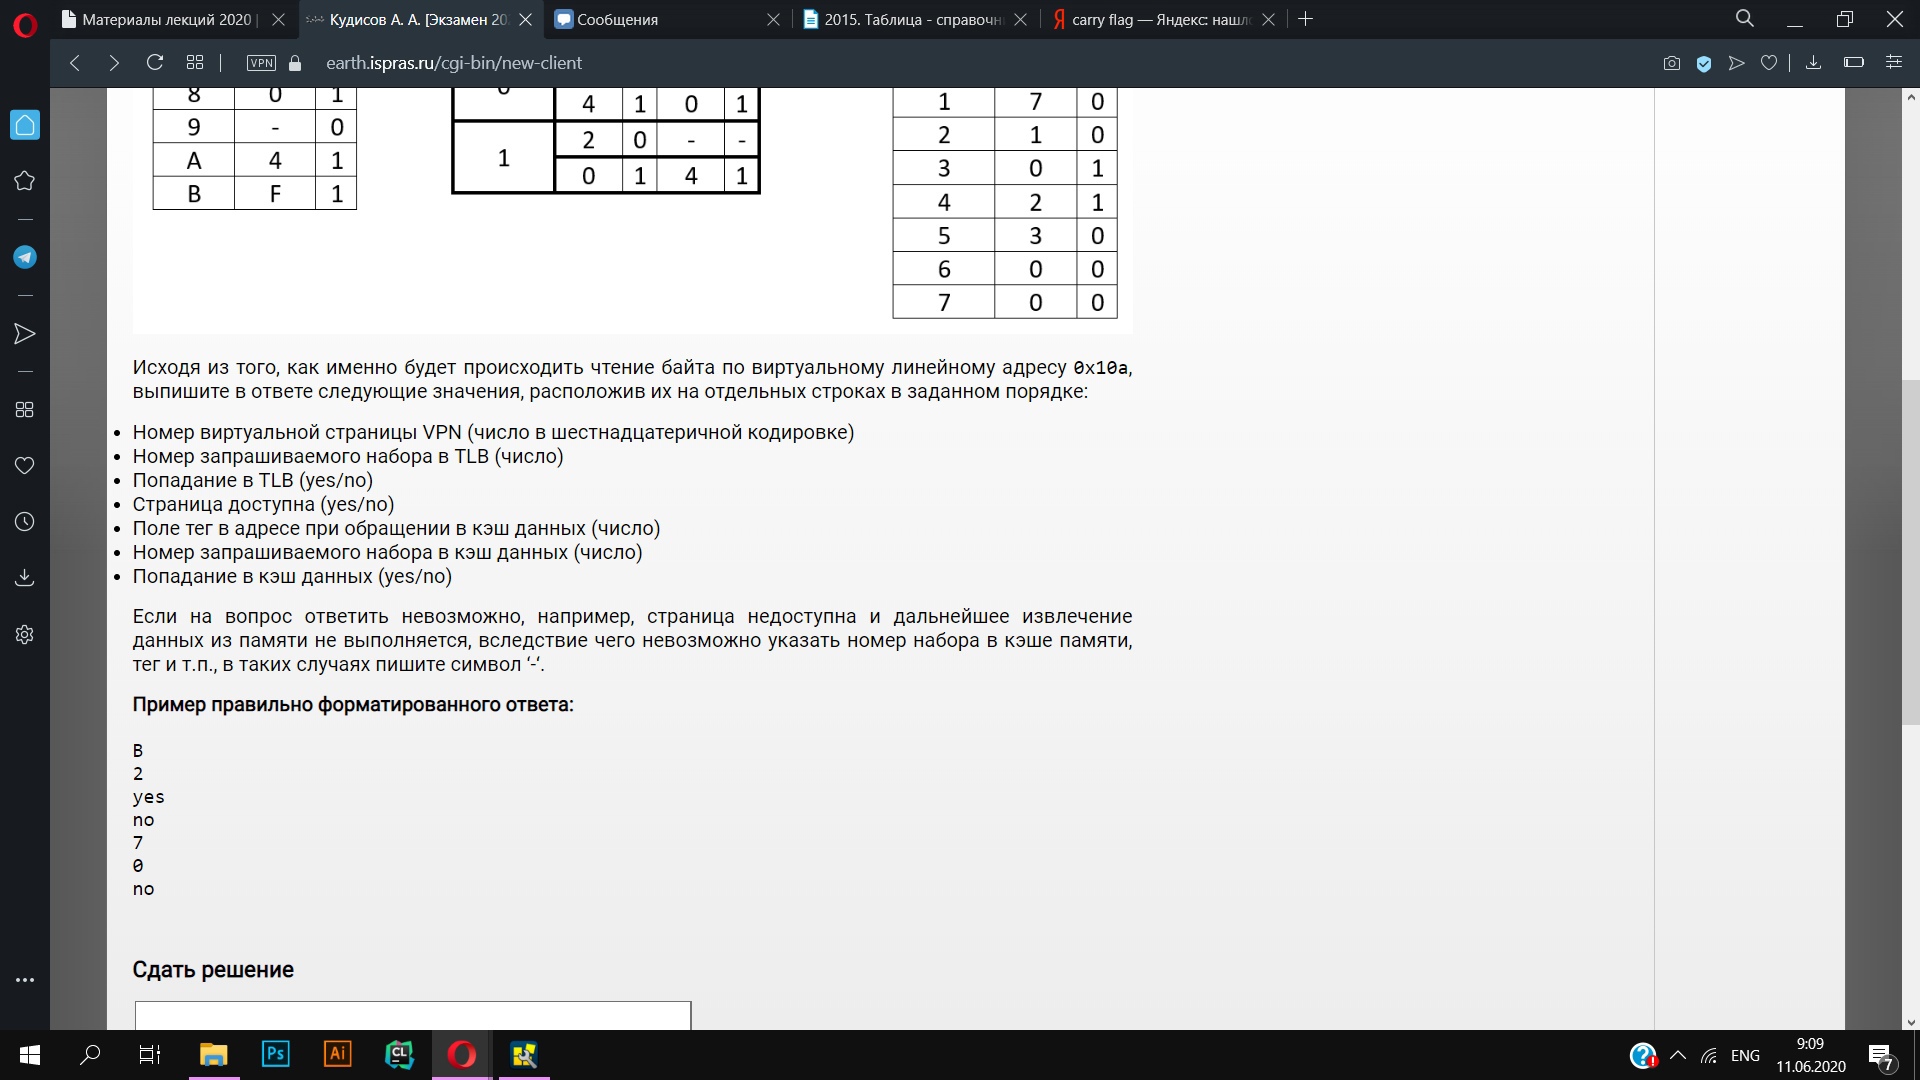 Материалы лекций 2020 |
Кудисов А. А. [Экзамен 20
Сообщения
2015. Таблица - справочн
carry flag — Яндекс: нашл
VPN
earth.ispras.ru/cgi-bin/new-client
8 0 1
9 - 0
A 4 1
B F 1
0 4 1 0 1
1 2 0 - -
0 1 4 1
1 7 0
2 1 0
3 0 1
4 2 1
5 3 0
6 0 0
7 0 0
Исходя из того, как именно будет происходить чтение байта по виртуальному линейному адресу 0x10a,
выпишите в ответе следующие значения, расположив их на отдельных строках в заданном порядке:
• Номер виртуальной страницы VPN (число в шестнадцатеричной кодировке)
• Номер запрашиваемого набора в TLB (число)
• Попадание в TLB (yes/no)
• Страница доступна (yes/no)
• Поле тег в адресе при обращении в кэш данных (число)
• Номер запрашиваемого набора в кэш данных (число)
• Попадание в кэш данных (yes/no)
Если на вопрос ответить невозможно, например, страница недоступна и дальнейшее извлечение
данных из памяти не выполняется, вследствие чего невозможно указать номер набора в кэше памяти,
тег и т.п., в таких случаях пишите символ ‘-‘.
Пример правильно форматированного ответа:
B
2
yes
no
7
0
no
Сдать решение
Ps
Ai
CL
ENG
9:09
11.06.2020
7